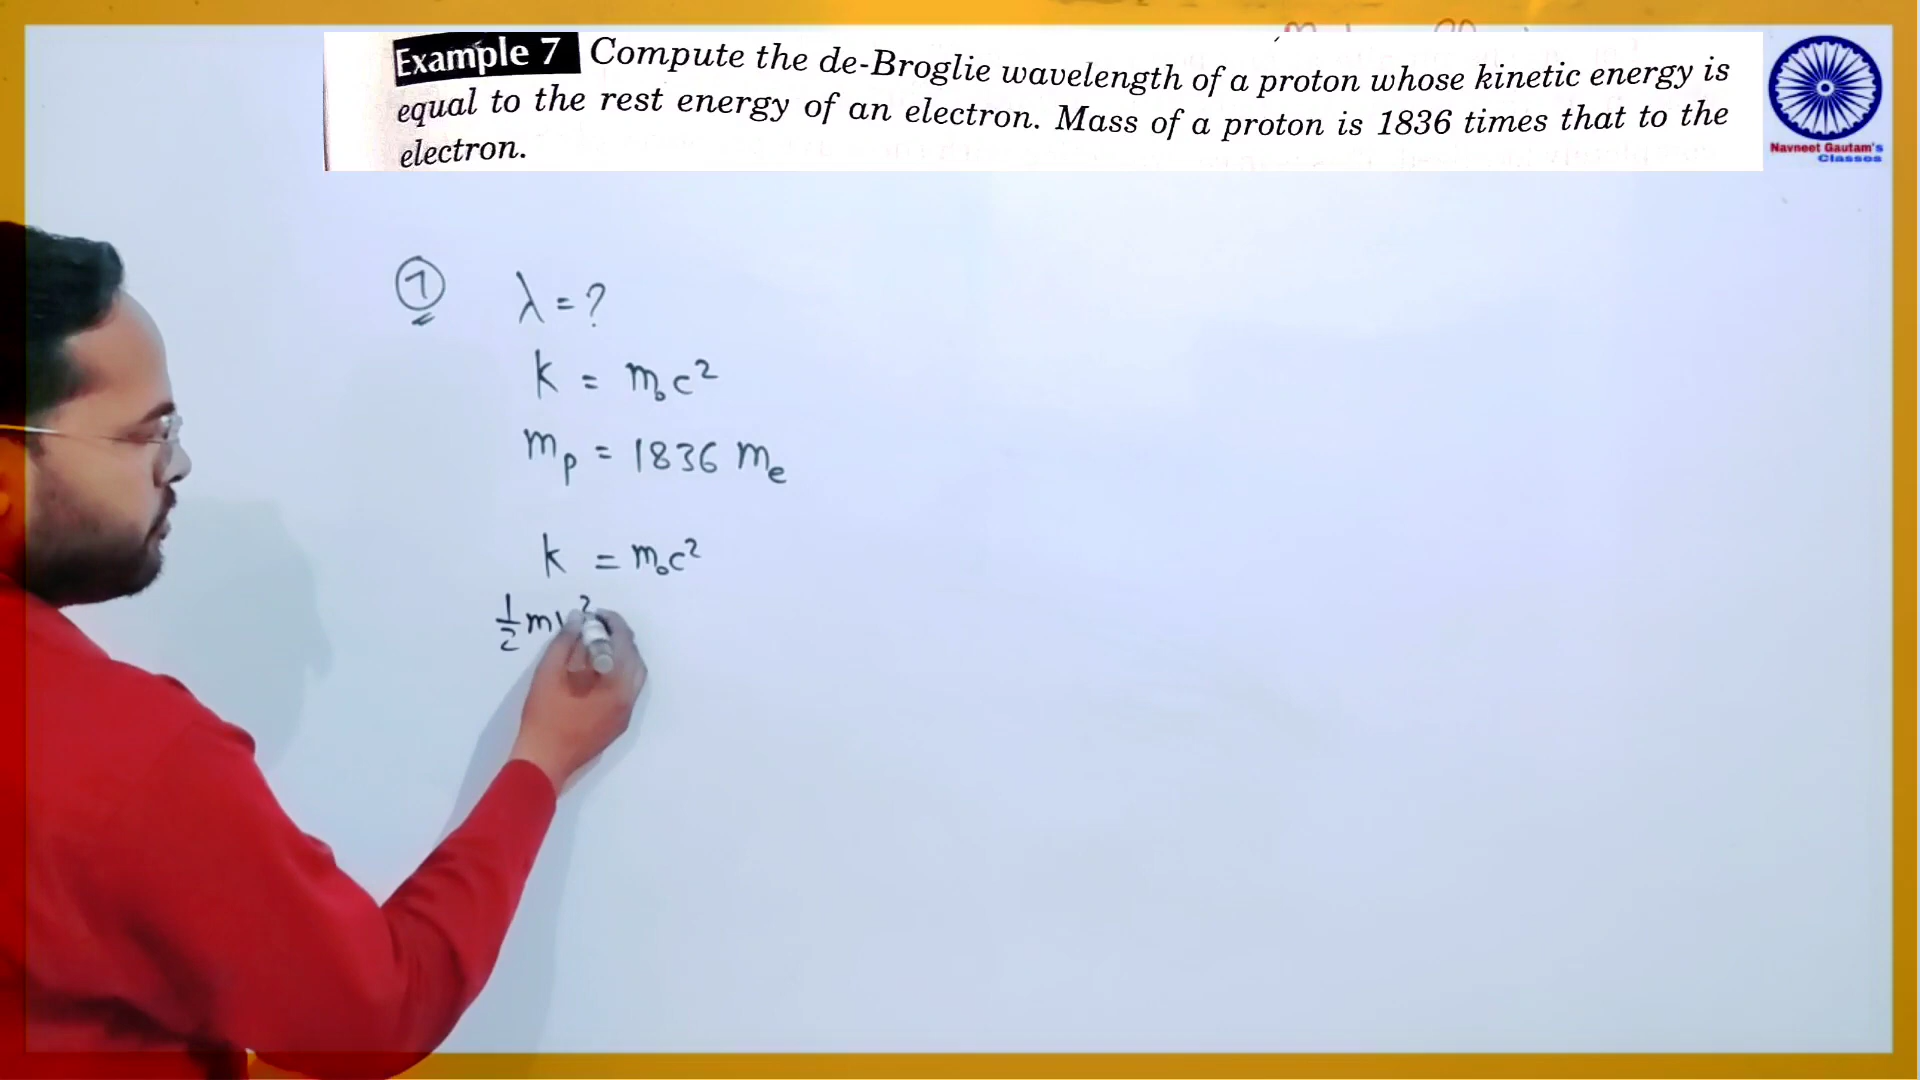 Example 7 Compute the de-Broglie wavelength of a proton whose kinetic energy is
equal to the rest energy of an electron. Mass of a proton is 1836 times that to the
electron.
Navneet Gautam's
Classes
7 λ = ?
k = m₀c²
mₚ = 1836 mₑ
k = m₀c²
½mv²